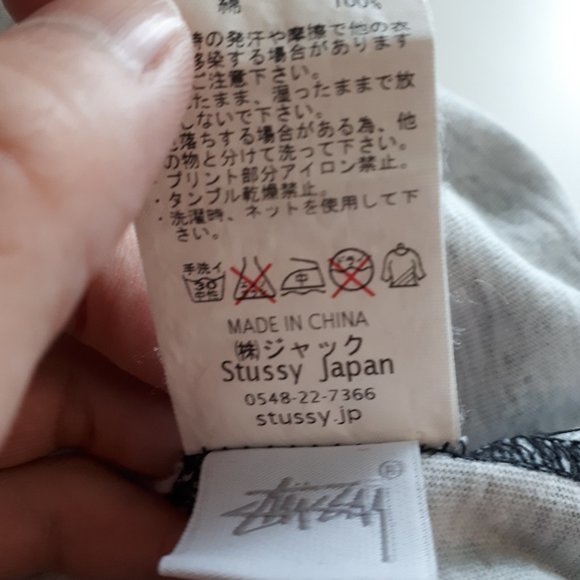 綿 100%
時の発汗や摩擦で他の衣
移染する場合があります
ご注意下さい。
たまま、湿ったままで放
しないで下さい。
色落ちする場合がある為、他
の物と分けて洗って下さい。
・プリント部分アイロン禁止。
・タンブル乾燥禁止。
・洗濯時、ネットを使用して下
さい。
手洗イ
30
中性
中
ドライ
MADE IN CHINA
㈱ジャック
Stussy Japan
0548-22-7366
stussy.jp
Stüssy
®